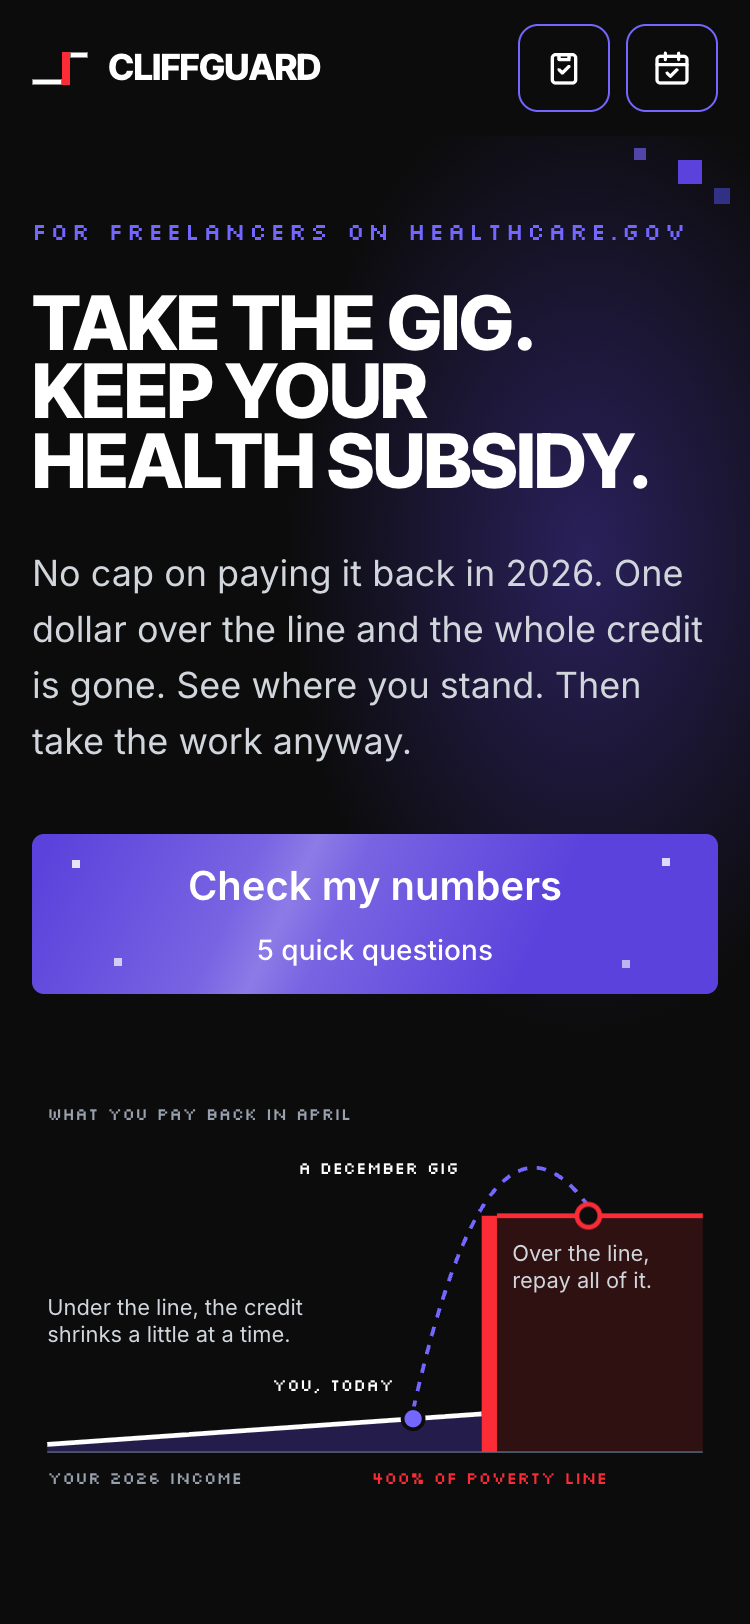 CLIFFGUARD
FOR FREELANCERS ON HEALTHCARE.GOV
TAKE THE GIG.
KEEP YOUR
HEALTH SUBSIDY.
No cap on paying it back in 2026. One
dollar over the line and the whole credit
is gone. See where you stand. Then
take the work anyway.
Check my numbers
5 quick questions
WHAT YOU PAY BACK IN APRIL
A DECEMBER GIG
Over the line,
repay all of it.
Under the line, the credit
shrinks a little at a time.
YOU, TODAY
YOUR 2026 INCOME
400% OF POVERTY LINE